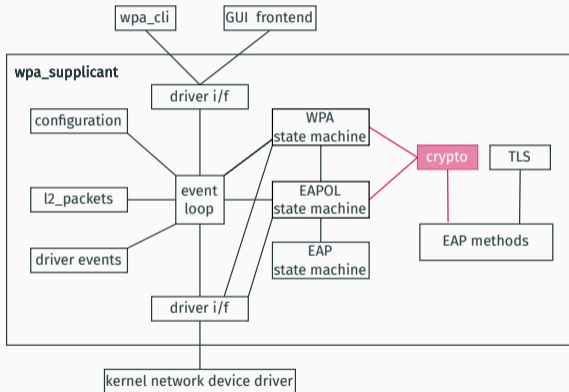 wpa_cli
GUI frontend
wpa_supplicant
driver i/f
configuration
WPA
state machine
crypto
TLS
event
loop
l2_packets
EAPOL
state machine
EAP methods
EAP
state machine
driver events
driver i/f
kernel network device driver